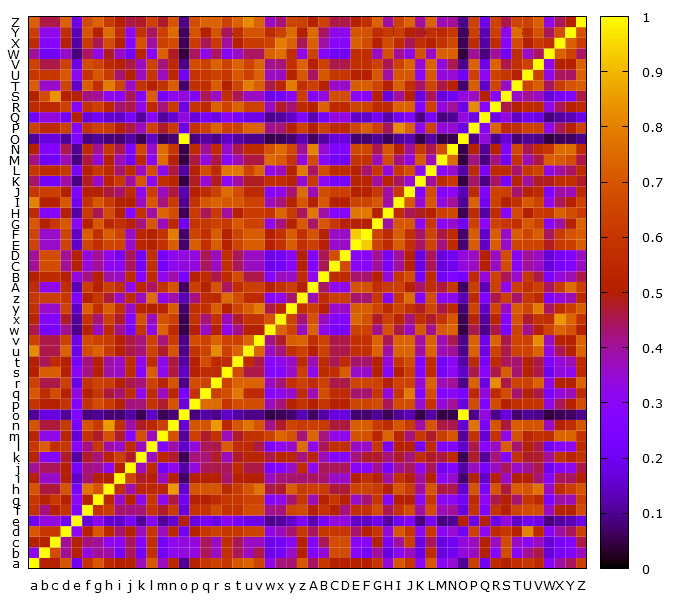 Z
Y
X
W
V
U
T
S
R
Q
P
O
N
M
L
K
J
I
H
G
F
E
D
C
B
A
z
y
x
w
v
u
t
s
r
q
p
o
n
m
l
k
j
i
h
g
f
e
d
c
b
a
a b c d e f g h i j k l m n o p q r s t u v w x y z A B C D E F G H I J K L M N O P Q R S T U V W X Y Z
1
0.9
0.8
0.7
0.6
0.5
0.4
0.3
0.2
0.1
0